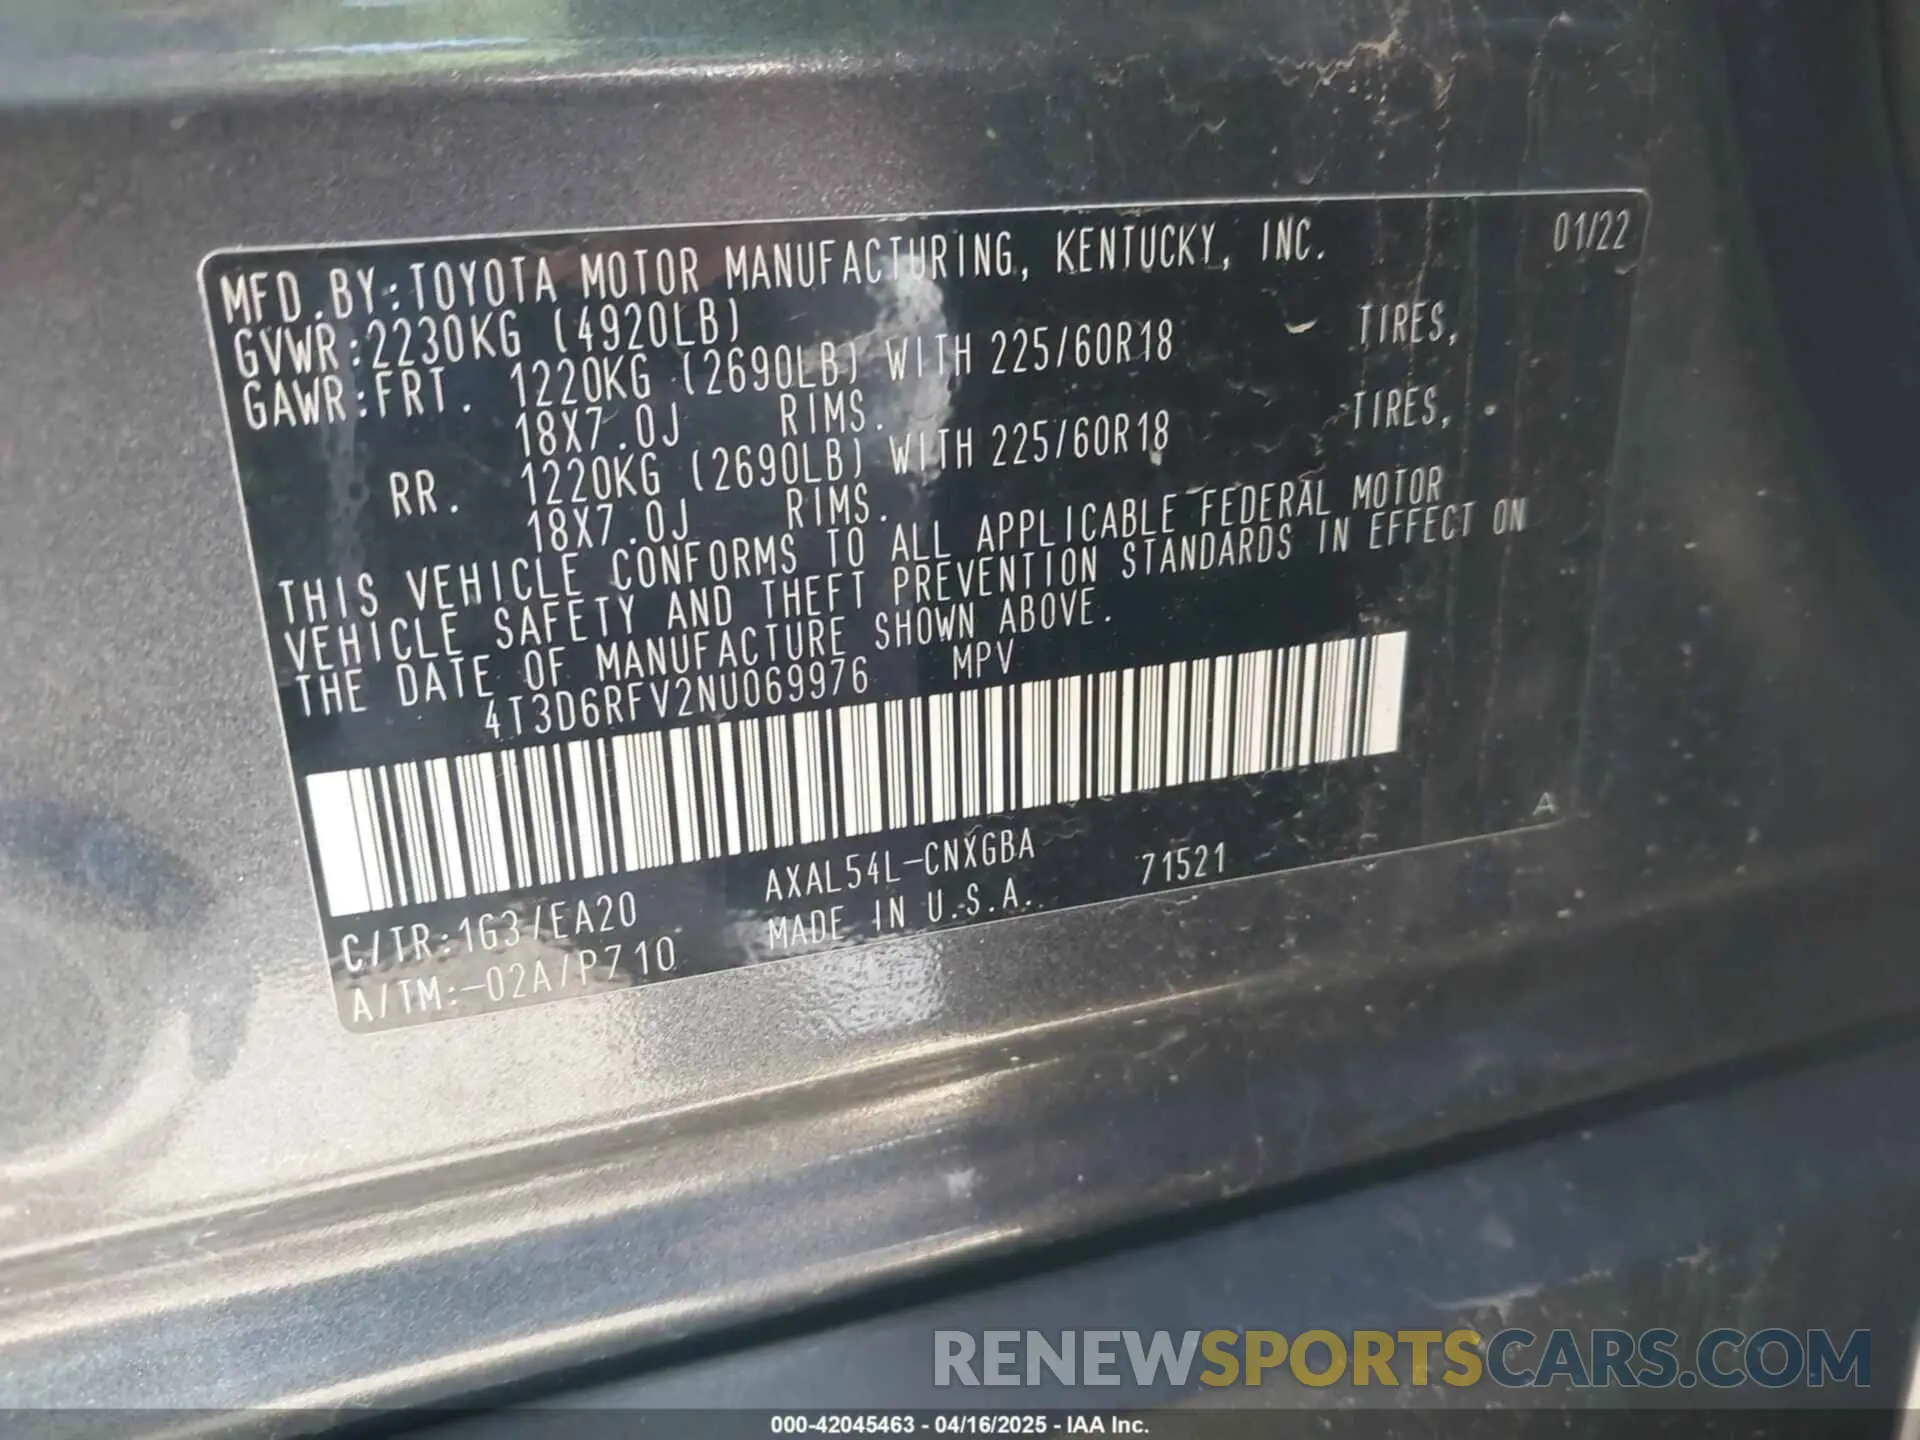 MFD.BY:TOYOTA MOTOR MANUFACTURING, KENTUCKY, INC. 01/22
GVWR:2230KG (4920LB)
GAWR:FRT. 1220KG (2690LB) WITH 225/60R18 TIRES,
18X7.0J RIMS.
RR. 1220KG (2690LB) WITH 225/60R18 TIRES,
18X7.0J RIMS.
THIS VEHICLE CONFORMS TO ALL APPLICABLE FEDERAL MOTOR
VEHICLE SAFETY AND THEFT PREVENTION STANDARDS IN EFFECT ON
THE DATE OF MANUFACTURE SHOWN ABOVE.
4T3D6RFV2NU069976 MPV
A
C/TR:1G3/EA20 AXAL54L-CNXGBA 71521
A/TM:-02A/P710 MADE IN U.S.A.
RENEWSPORTSCARS.COM
000-42045463 - 04/16/2025 - IAA Inc.